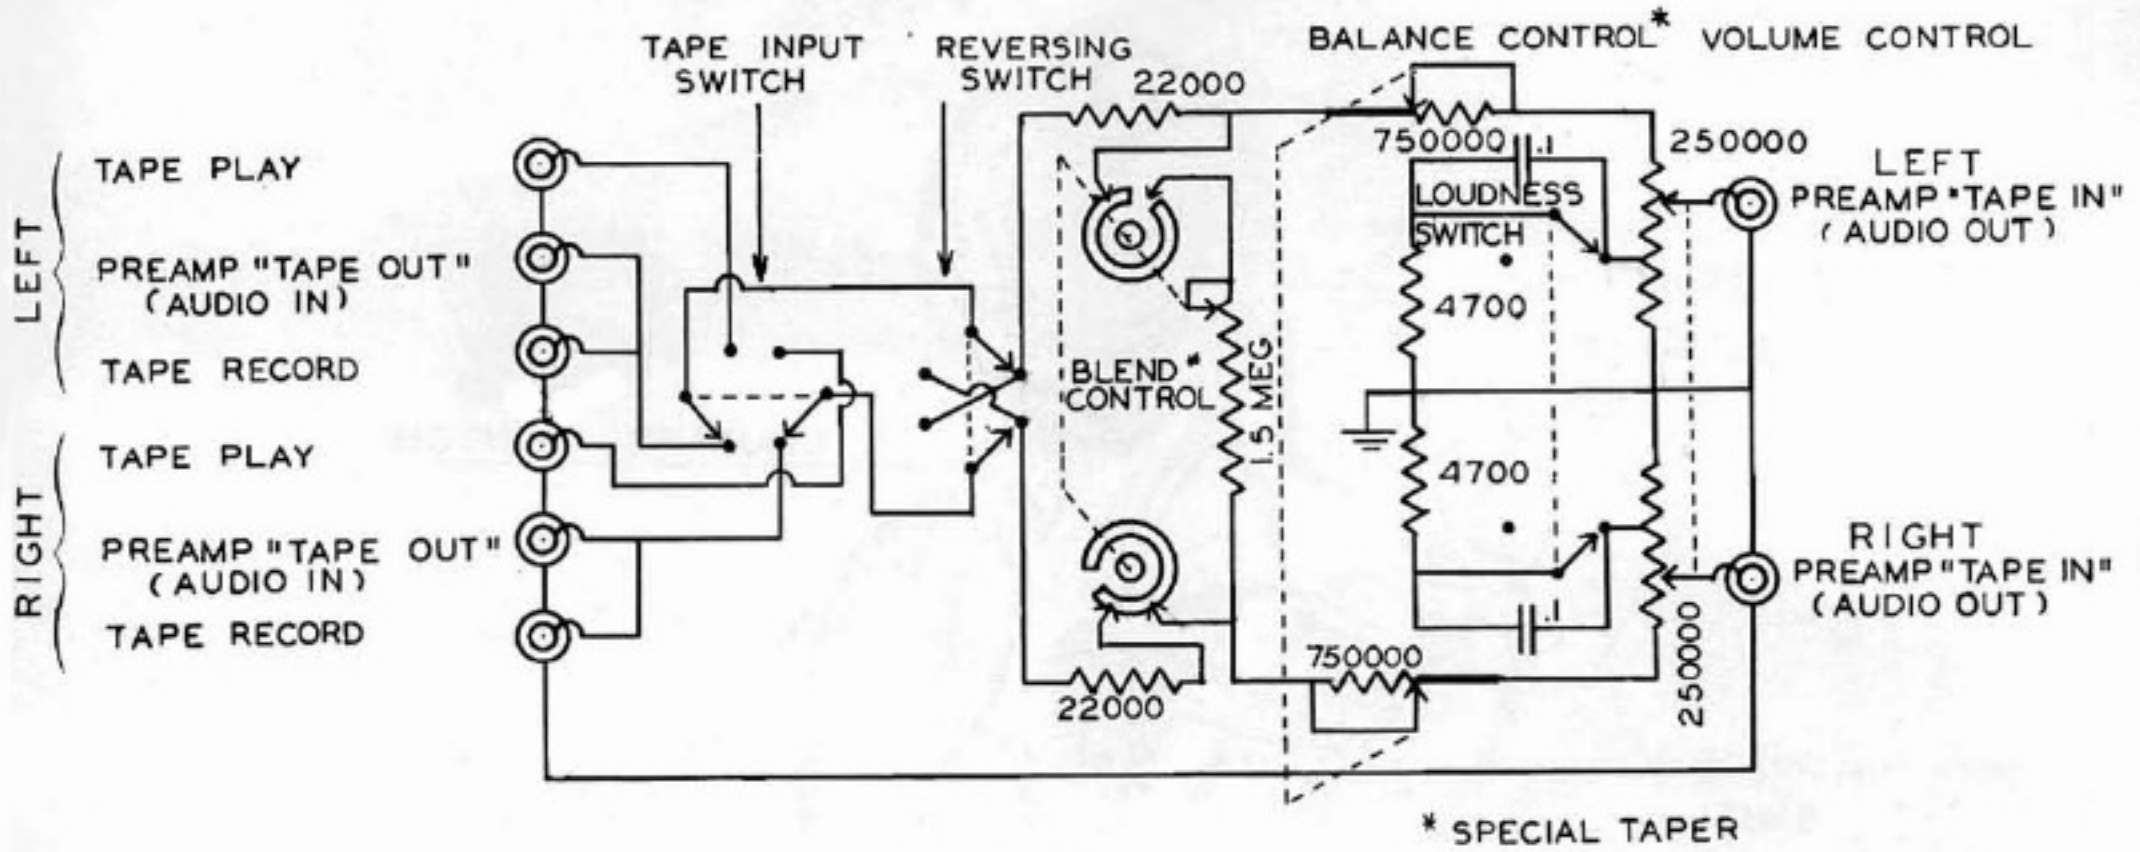 TAPE INPUT
SWITCH
REVERSING
SWITCH
BALANCE CONTROL* VOLUME CONTROL
22000
750000
.1
250000
LEFT
TAPE PLAY
PREAMP "TAPE OUT"
(AUDIO IN)
TAPE RECORD
RIGHT
TAPE PLAY
PREAMP "TAPE OUT"
(AUDIO IN)
TAPE RECORD
BLEND*
CONTROL
1.5 MEG
LOUDNESS
SWITCH
4700
4700
.1
LEFT
PREAMP "TAPE IN"
(AUDIO OUT)
RIGHT
PREAMP "TAPE IN"
(AUDIO OUT)
22000
750000
250000
* SPECIAL TAPER